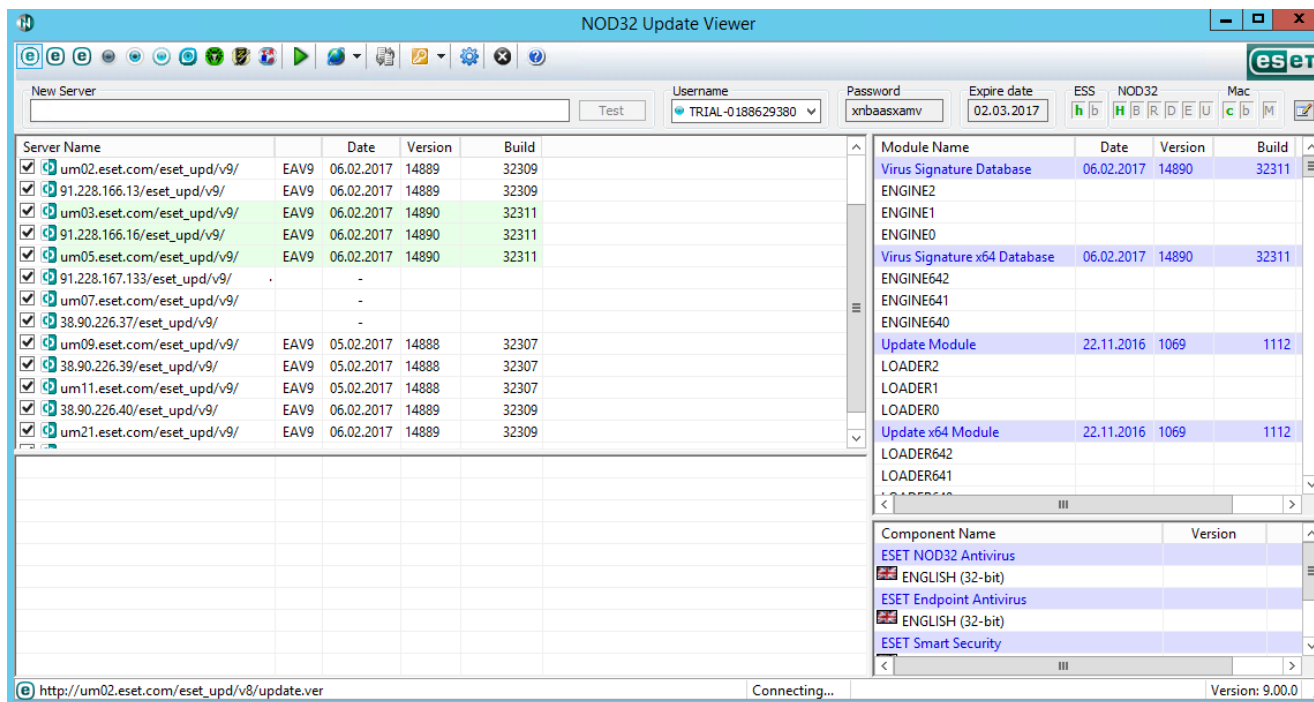 NOD32 Update Viewer
eset
New Server Username Password Expire date ESS NOD32 Mac
Test TRIAL-0188629380 xnbaasxamv 02.03.2017 h b H B R D E U c b M
Server Name Date Version Build
um02.eset.com/eset_upd/v9/ EAV9 06.02.2017 14889 32309
91.228.166.13/eset_upd/v9/ EAV9 06.02.2017 14889 32309
um03.eset.com/eset_upd/v9/ EAV9 06.02.2017 14890 32311
91.228.166.16/eset_upd/v9/ EAV9 06.02.2017 14890 32311
um05.eset.com/eset_upd/v9/ EAV9 06.02.2017 14890 32311
91.228.167.133/eset_upd/v9/ -
um07.eset.com/eset_upd/v9/ -
38.90.226.37/eset_upd/v9/ -
um09.eset.com/eset_upd/v9/ EAV9 05.02.2017 14888 32307
38.90.226.39/eset_upd/v9/ EAV9 05.02.2017 14888 32307
um11.eset.com/eset_upd/v9/ EAV9 05.02.2017 14888 32307
38.90.226.40/eset_upd/v9/ EAV9 06.02.2017 14889 32309
um21.eset.com/eset_upd/v9/ EAV9 06.02.2017 14889 32309
Module Name Date Version Build
Virus Signature Database 06.02.2017 14890 32311
ENGINE2
ENGINE1
ENGINE0
Virus Signature x64 Database 06.02.2017 14890 32311
ENGINE642
ENGINE641
ENGINE640
Update Module 22.11.2016 1069 1112
LOADER2
LOADER1
LOADER0
Update x64 Module 22.11.2016 1069 1112
LOADER642
LOADER641
Component Name Version
ESET NOD32 Antivirus
ENGLISH (32-bit)
ESET Endpoint Antivirus
ENGLISH (32-bit)
ESET Smart Security
http://um02.eset.com/eset_upd/v8/update.ver Connecting... Version: 9.00.0